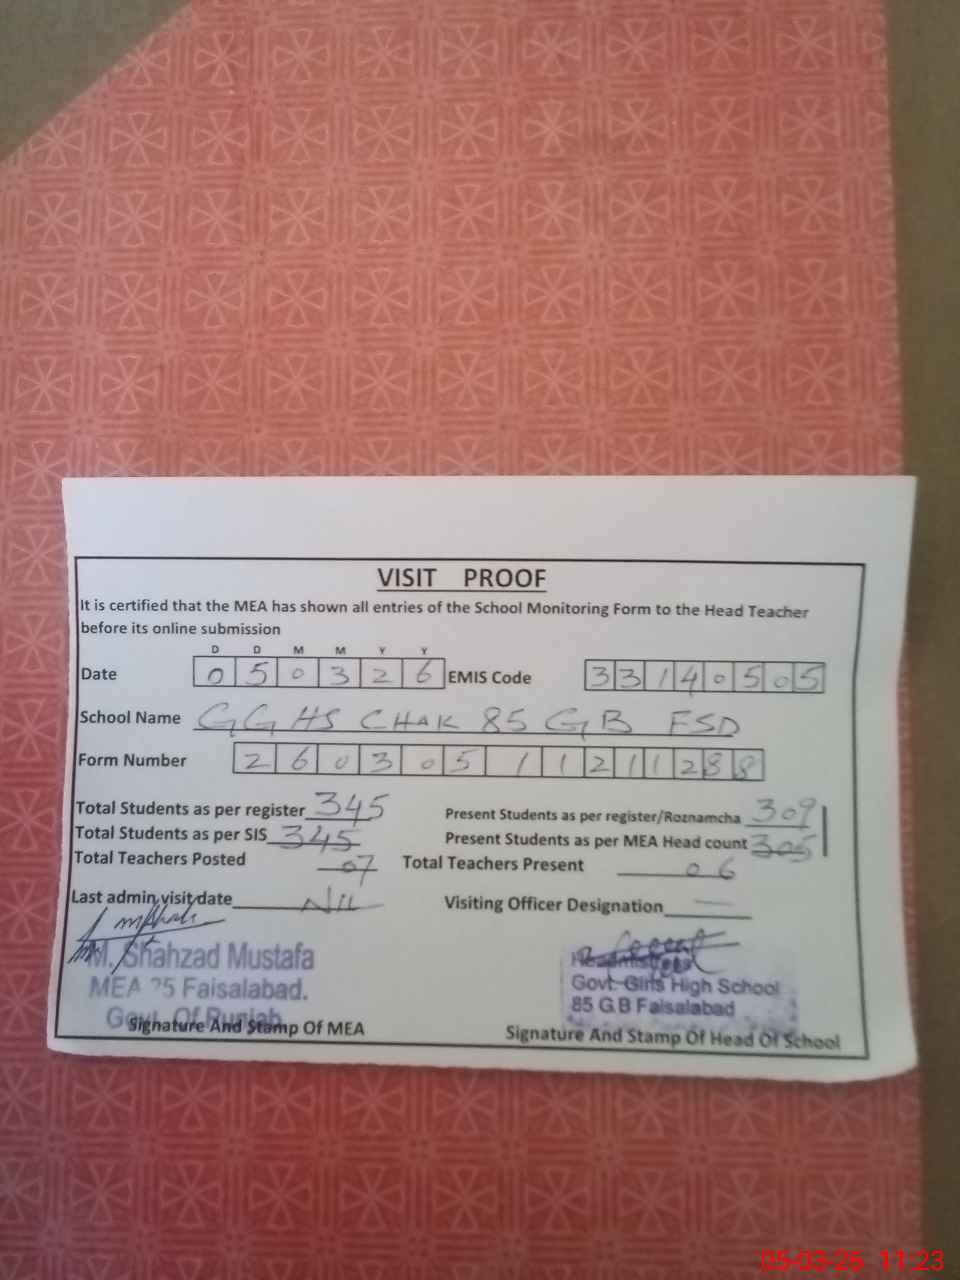 VISIT PROOF
It is certified that the MEA has shown all entries of the School Monitoring Form to the Head Teacher
before its online submission
D D M M Y Y
Date 0 5 0 3 2 6 EMIS Code 3 3 1 4 0 5 0 5
School Name GGHS CHAK 85 GB FSD
Form Number 2 6 0 3 0 5 1 1 2 1 1 2 8 8
Total Students as per register 345 Present Students as per register/Roznamcha 309
Total Students as per SIS 345 Present Students as per MEA Head count 305
Total Teachers Posted 07 Total Teachers Present 06
Last admin visit date NIL Visiting Officer Designation —
M. Shahzad Mustafa
MEA 25 Faisalabad.
Govt. Of Punjab
Signature And Stamp Of MEA
Headmistress
Govt. Girls High School
85 G.B Faisalabad
Signature And Stamp Of Head Of School
05-03-26 11:23